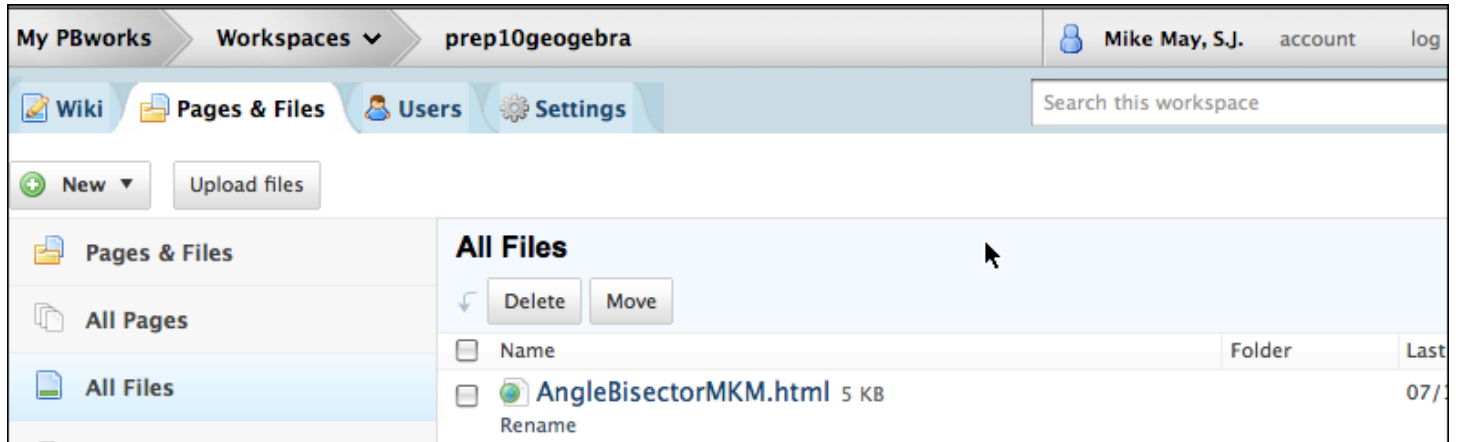 My PBworks Workspaces prep10geogebra Mike May, S.J. account log
Wiki Pages & Files Users Settings Search this workspace
New Upload files
Pages & Files
All Pages
All Files
All Files
Delete Move
Name Folder Last
AngleBisectorMKM.html 5 KB 07/
Rename